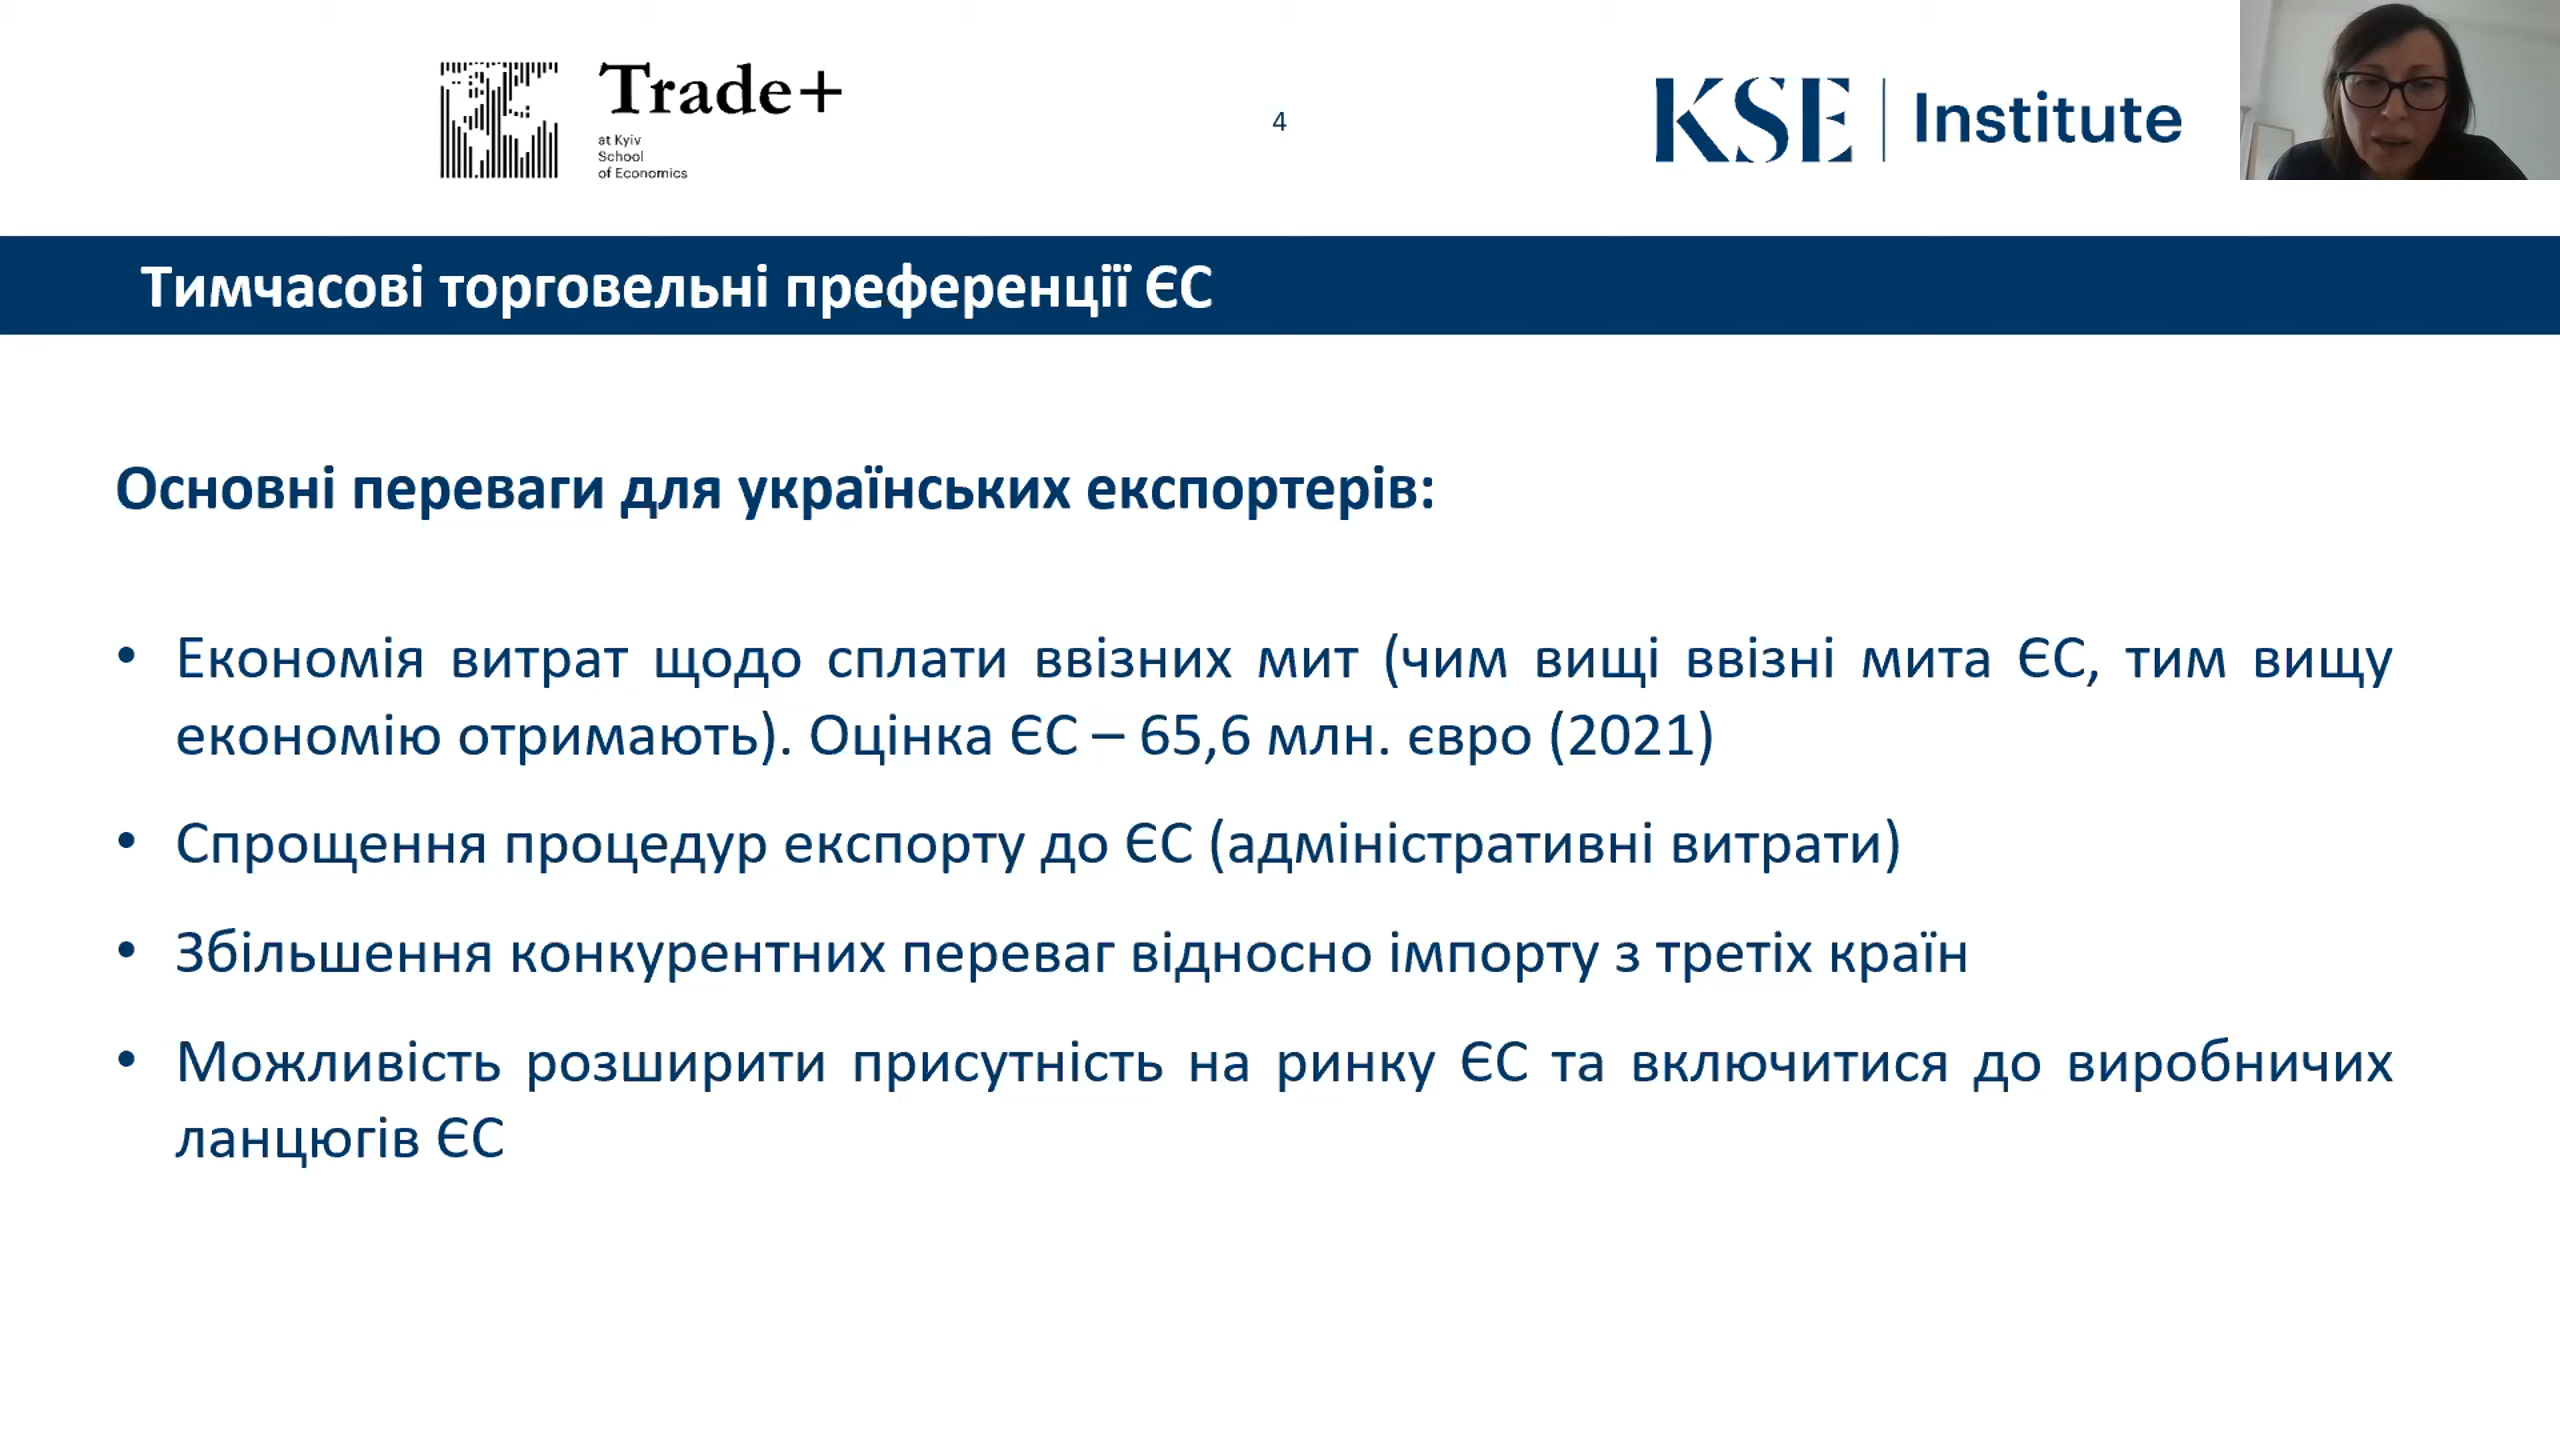 Trade+
at Kyiv
School
of Economics
4
KSE | Institute
Тимчасові торговельні преференції ЄС
Основні переваги для українських експортерів:
• Економія витрат щодо сплати ввізних мит (чим вищі ввізні мита ЄС, тим вищу
економію отримають). Оцінка ЄС – 65,6 млн. євро (2021)
• Спрощення процедур експорту до ЄС (адміністративні витрати)
• Збільшення конкурентних переваг відносно імпорту з третіх країн
• Можливість розширити присутність на ринку ЄС та включитися до виробничих
ланцюгів ЄС